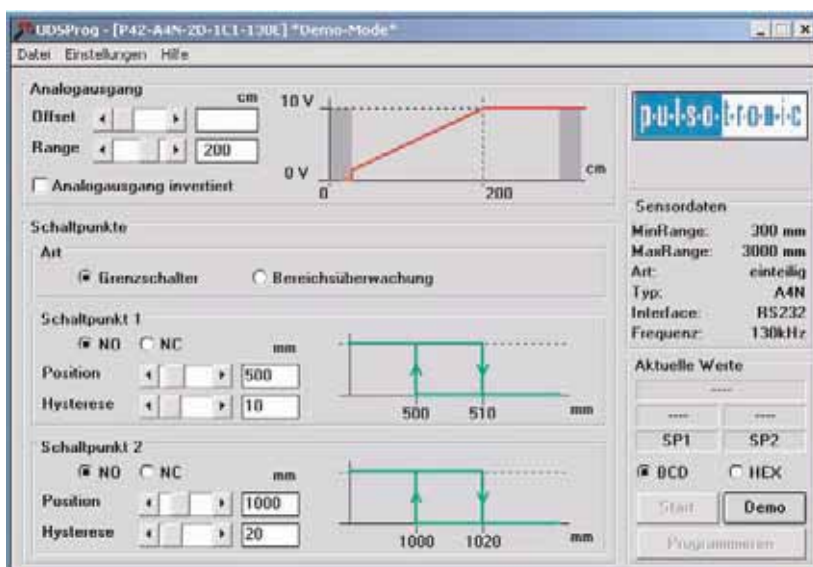 UDSProg - [P42-A4N-2D-1C1-130E] *Demo-Mode*
Datei Einstellungen Hilfe
Analogausgang
cm
Offset
Range 200
Analogausgang invertiert
10 V
0 V
0 200 cm
Schaltpunkte
Art
Grenzschalter Bereichsüberwachung
Schaltpunkt 1
NO NC mm
Position 500
Hysterese 10
500 510 mm
Schaltpunkt 2
NO NC mm
Position 1000
Hysterese 20
1000 1020 mm
pulsotronic
Sensordaten
MinRange: 300 mm
MaxRange: 3000 mm
Art: einteilig
Typ: A4N
Interface: RS232
Frequenz: 130kHz
Aktuelle Werte
----
---- ----
SP1 SP2
BCD HEX
Start Demo
Programmieren